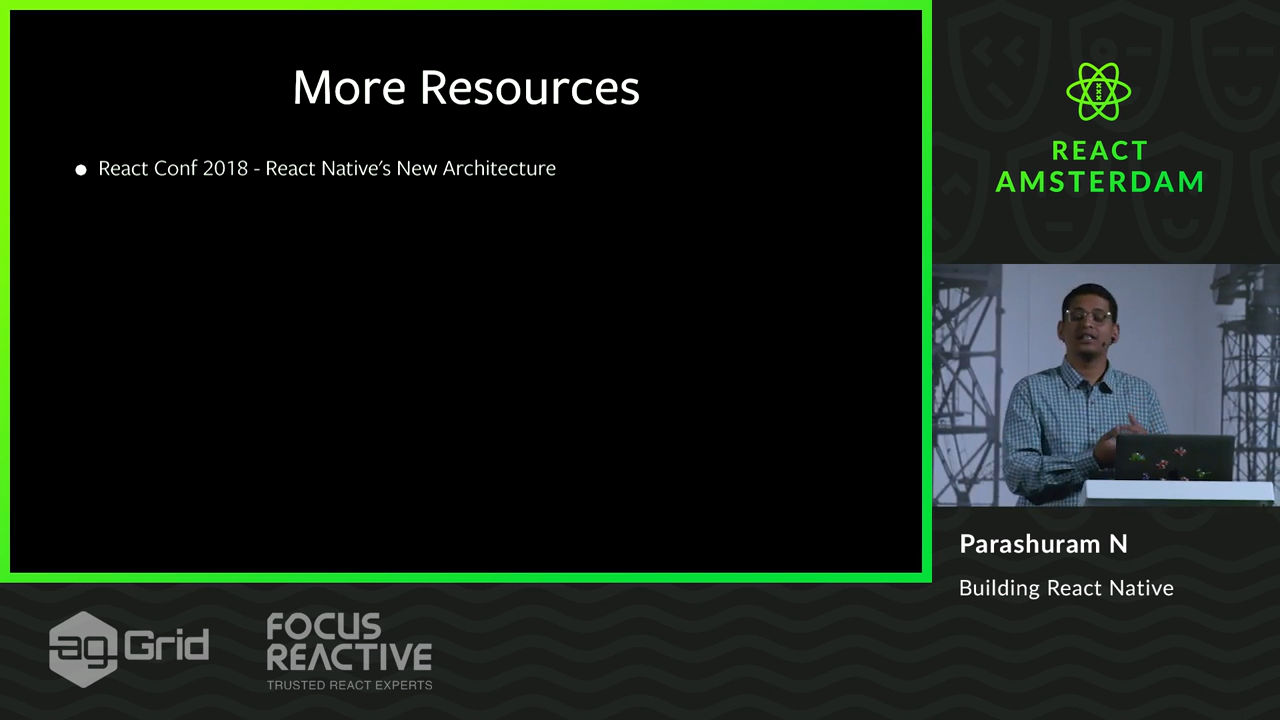 More Resources
● React Conf 2018 - React Native's New Architecture
REACT
AMSTERDAM
Parashuram N
Building React Native
ag Grid
FOCUS
REACTIVE
TRUSTED REACT EXPERTS